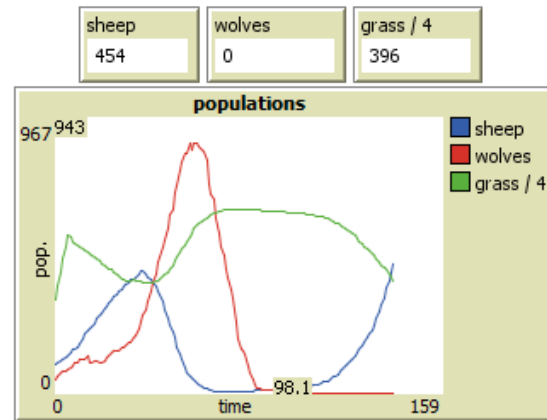 sheep
454
wolves
0
grass / 4
396
populations
967
943
sheep
wolves
grass / 4
pop.
0
98.1
0
time
159